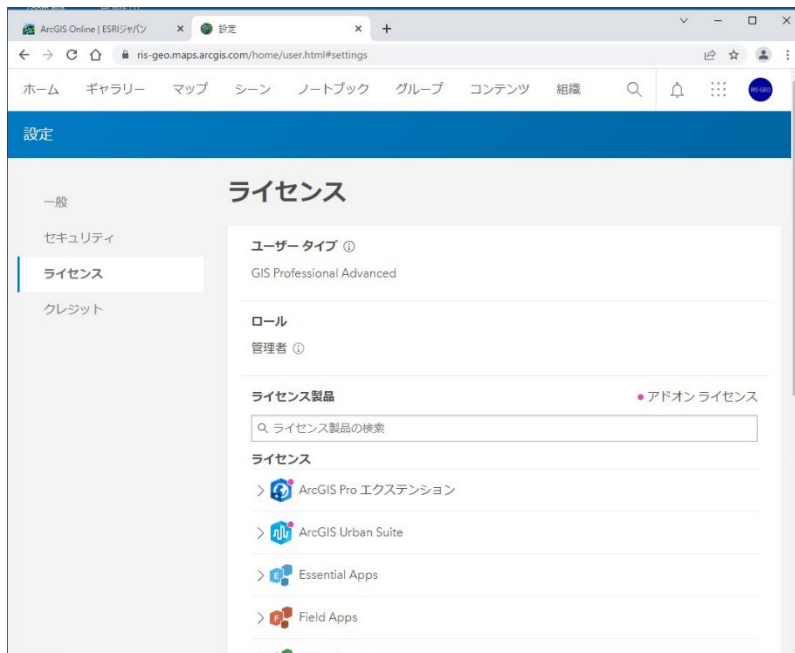 ArcGIS Online | ESRIジャパン
設定
ris-geo.maps.arcgis.com/home/user.html#settings
ホーム ギャラリー マップ シーン ノートブック グループ コンテンツ 組織
RIS GEO
設定
ライセンス
一般
セキュリティ
ライセンス
クレジット
ユーザー タイプ
GIS Professional Advanced
ロール
管理者
ライセンス製品 アドオン ライセンス
ライセンス製品の検索
ライセンス
ArcGIS Pro エクステンション
ArcGIS Urban Suite
E Essential Apps
F Field Apps